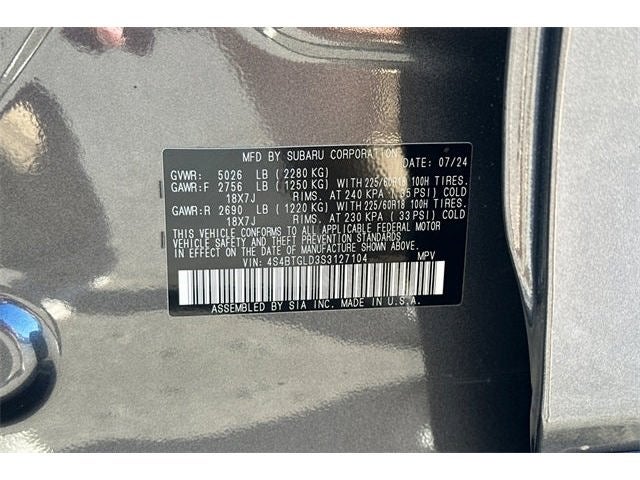 MFD BY SUBARU CORPORATION DATE: 07/24
GVWR: 5026 LB (2280 KG)
GAWR:F 2756 LB (1250 KG) WITH 225/60R18 100H TIRES.
18X7J RIMS. AT 240 KPA (35 PSI) COLD
GAWR:R 2690 LB (1220 KG) WITH 225/60R18 100H TIRES.
18X7J RIMS. AT 230 KPA (33 PSI) COLD
THIS VEHICLE CONFORMS TO ALL APPLICABLE FEDERAL MOTOR
VEHICLE SAFETY AND THEFT PREVENTION STANDARDS IN
EFFECT ON THE DATE OF MANUFACTURE SHOWN ABOVE.
VIN: 4S4BTGLD3S3127104 MPV
ASSEMBLED BY SIA INC. MADE IN U.S.A.